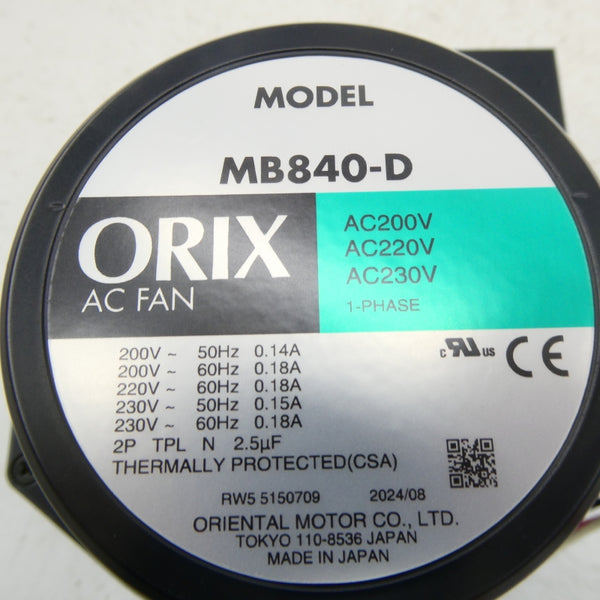 MODEL
MB840-D
ORIX
AC FAN
AC200V
AC220V
AC230V
1-PHASE
200V ~ 50Hz 0.14A
200V ~ 60Hz 0.18A
220V ~ 60Hz 0.18A
230V ~ 50Hz 0.15A
230V ~ 60Hz 0.18A
2P TPL N 2.5µF
THERMALLY PROTECTED(CSA)
c RU us CE
RW5 5150709 2024/08
ORIENTAL MOTOR CO., LTD.
TOKYO 110-8536 JAPAN
MADE IN JAPAN